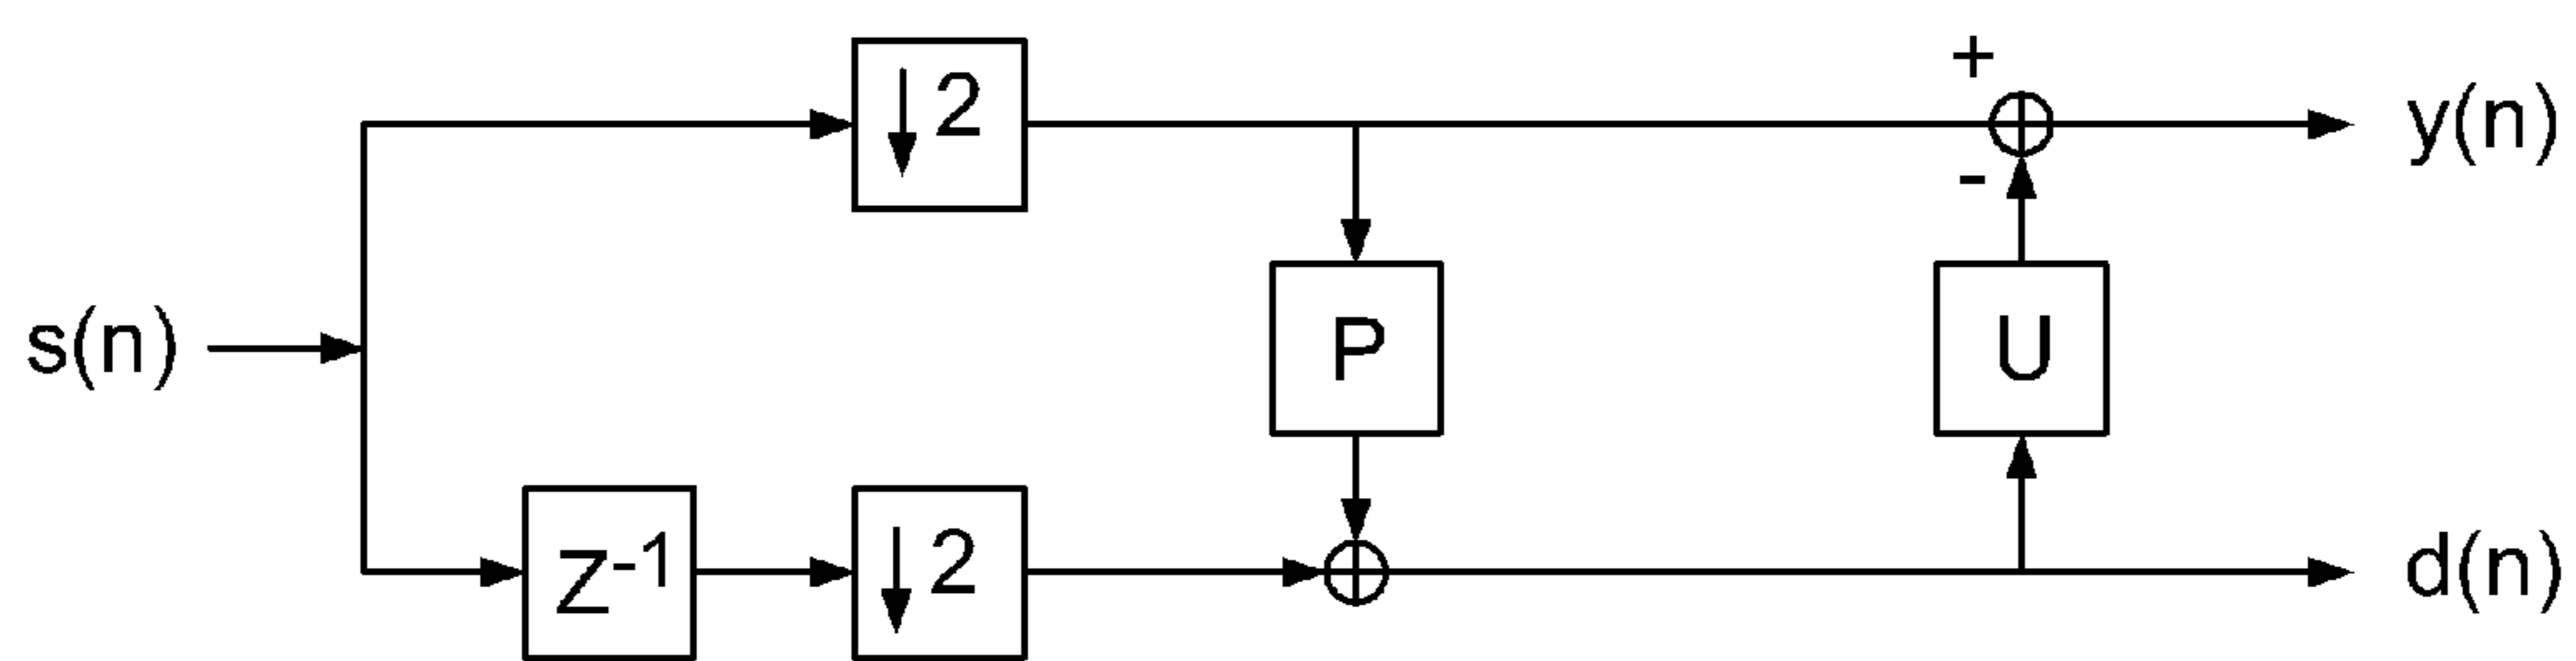 ↓2
+
y(n)
-
P
U
s(n)
Z-1
↓2
d(n)